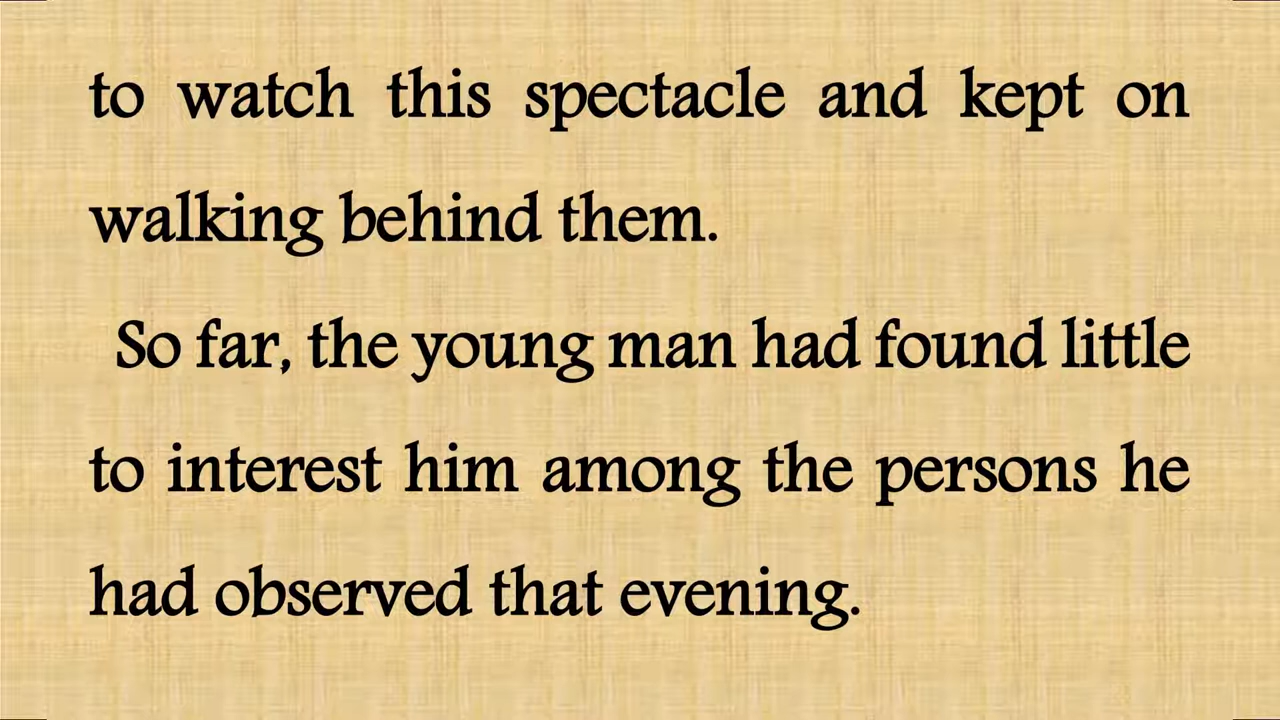 to watch this spectacle and kept on
walking behind them.
So far, the young man had found little
to interest him among the persons he
had observed that evening.